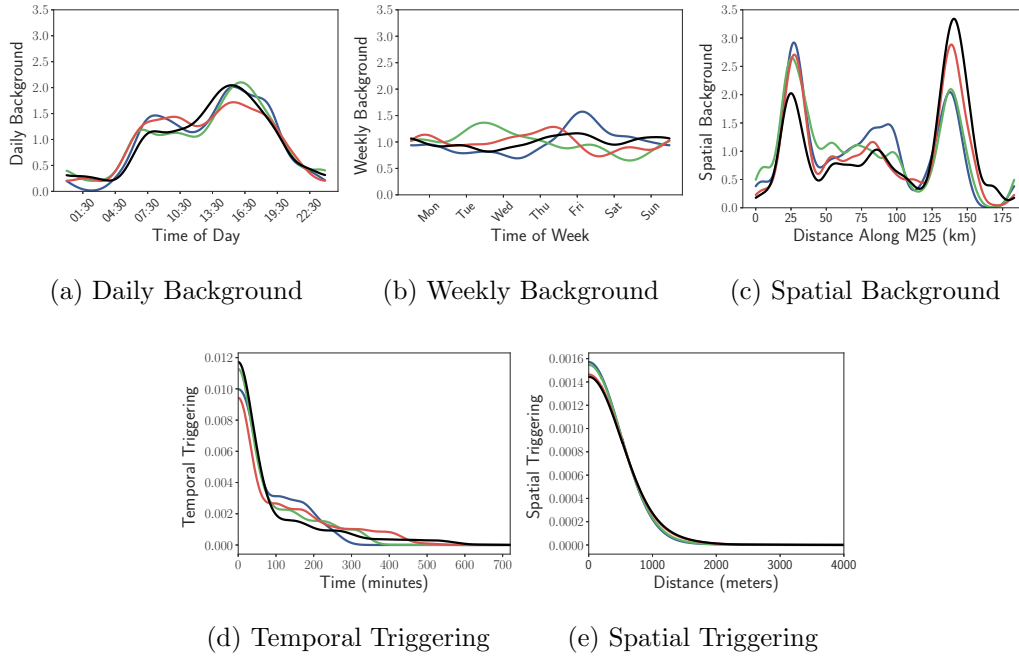 3.5
3.0
2.5
2.0
1.5
1.0
0.5
0.0
Daily Background
01:30 04:30 07:30 10:30 13:30 16:30 19:30 22:30
Time of Day
3.5
3.0
2.5
2.0
1.5
1.0
0.5
0.0
Weekly Background
Mon Tue Wed Thu Fri Sat Sun
Time of Week
3.5
3.0
2.5
2.0
1.5
1.0
0.5
0.0
Spatial Background
0 25 50 75 100 125 150 175
Distance Along M25 (km)
(a) Daily Background
(b) Weekly Background
(c) Spatial Background
0.012
0.010
0.008
0.006
0.004
0.002
0.000
Temporal Triggering
0 100 200 300 400 500 600 700
Time (minutes)
0.0016
0.0014
0.0012
0.0010
0.0008
0.0006
0.0004
0.0002
0.0000
Spatial Triggering
0 1000 2000 3000 4000
Distance (meters)
(d) Temporal Triggering
(e) Spatial Triggering